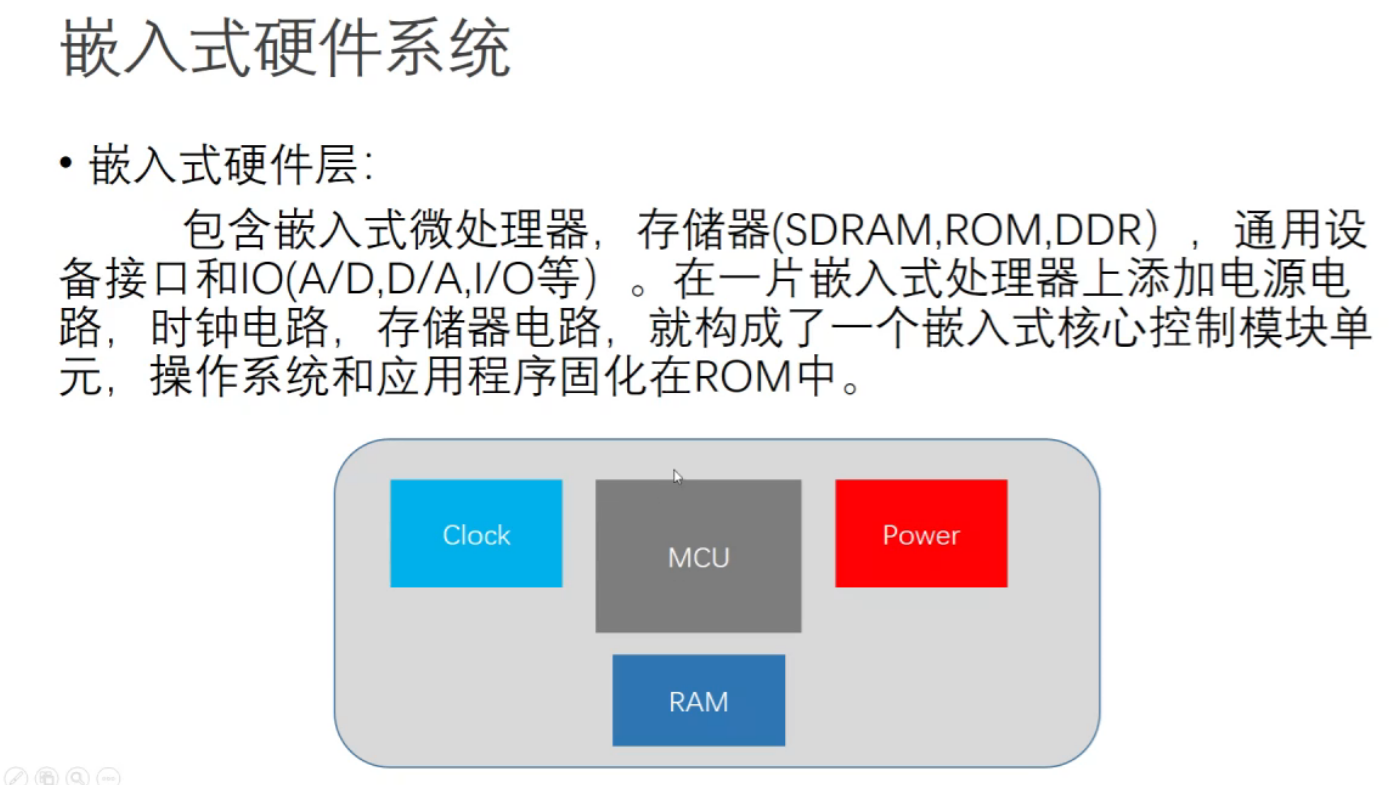 嵌入式硬件系统
• 嵌入式硬件层：
包含嵌入式微处理器，存储器(SDRAM,ROM,DDR），通用设
备接口和IO(A/D,D/A,I/O等）。在一片嵌入式处理器上添加电源电
路，时钟电路，存储器电路，就构成了一个嵌入式核心控制模块单
元，操作系统和应用程序固化在ROM中。
Clock
MCU
Power
RAM